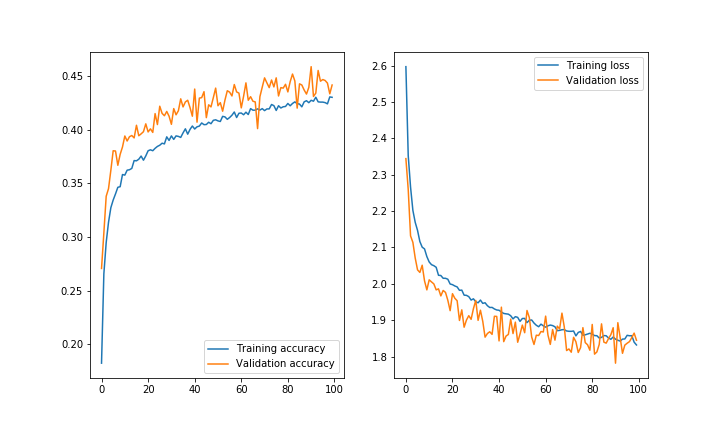 0.45
0.40
0.35
0.30
0.25
0.20
0 20 40 60 80 100
Training accuracy
Validation accuracy
2.6
2.5
2.4
2.3
2.2
2.1
2.0
1.9
1.8
0 20 40 60 80 100
Training loss
Validation loss